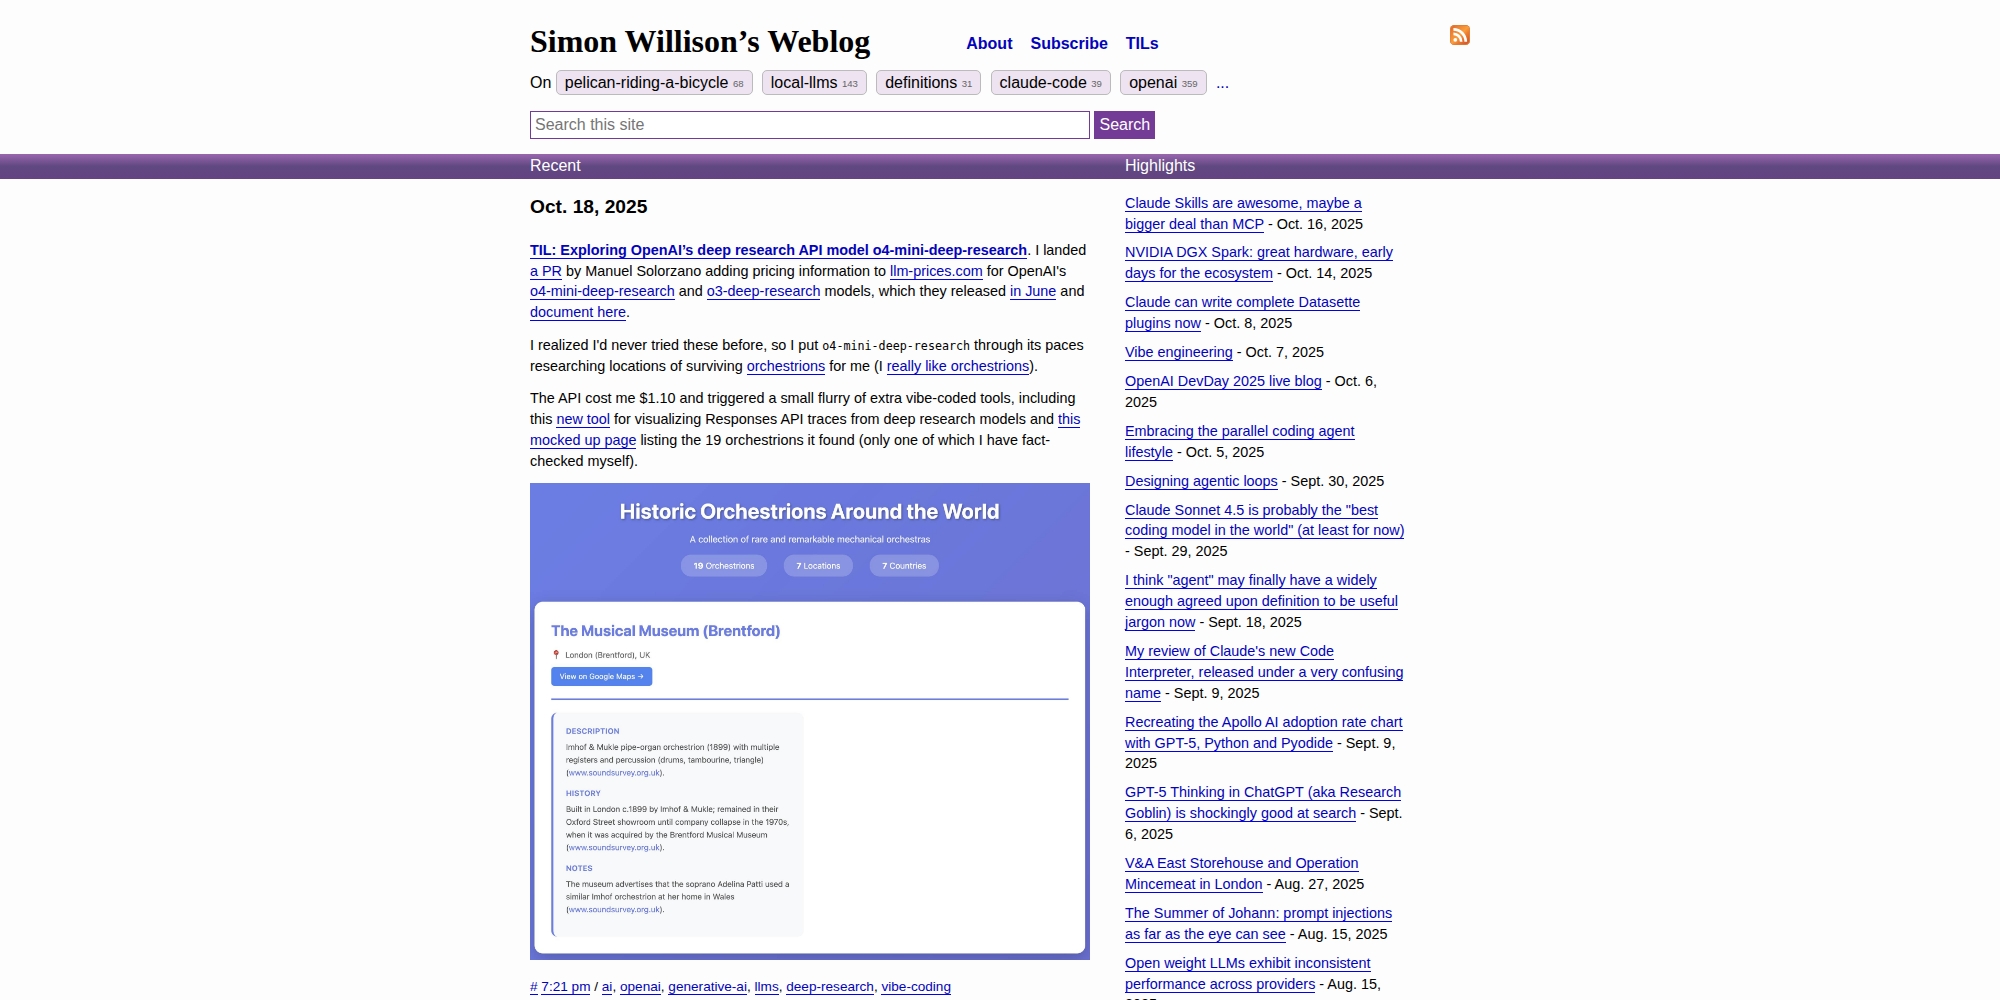 Simon Willison’s Weblog
About Subscribe TILs
On pelican-riding-a-bicycle 68 local-llms 143 definitions 31 claude-code 39 openai 359 ...
Search this site Search
Recent
Oct. 18, 2025
TIL: Exploring OpenAI’s deep research API model o4-mini-deep-research. I landed
a PR by Manuel Solorzano adding pricing information to llm-prices.com for OpenAI's
o4-mini-deep-research and o3-deep-research models, which they released in June and
document here.
I realized I'd never tried these before, so I put o4-mini-deep-research through its paces
researching locations of surviving orchestrions for me (I really like orchestrions).
The API cost me $1.10 and triggered a small flurry of extra vibe-coded tools, including
this new tool for visualizing Responses API traces from deep research models and this
mocked up page listing the 19 orchestrions it found (only one of which I have fact-
checked myself).
Historic Orchestrions Around the World
A collection of rare and remarkable mechanical orchestras
19 Orchestrions 7 Locations 7 Countries
The Musical Museum (Brentford)
London (Brentford), UK
View on Google Maps →
DESCRIPTION
Imhof & Mukle pipe-organ orchestrion (1899) with multiple
registers and percussion (drums, tambourine, triangle)
(www.soundsurvey.org.uk).
HISTORY
Built in London c.1899 by Imhof & Mukle; remained in their
Oxford Street showroom until company collapse in the 1970s,
when it was acquired by the Brentford Musical Museum
(www.soundsurvey.org.uk).
NOTES
The museum advertises that the soprano Adelina Patti used a
similar Imhof orchestrion at her home in Wales
(www.soundsurvey.org.uk).
# 7:21 pm / ai, openai, generative-ai, llms, deep-research, vibe-coding
Highlights
Claude Skills are awesome, maybe a
bigger deal than MCP - Oct. 16, 2025
NVIDIA DGX Spark: great hardware, early
days for the ecosystem - Oct. 14, 2025
Claude can write complete Datasette
plugins now - Oct. 8, 2025
Vibe engineering - Oct. 7, 2025
OpenAI DevDay 2025 live blog - Oct. 6,
2025
Embracing the parallel coding agent
lifestyle - Oct. 5, 2025
Designing agentic loops - Sept. 30, 2025
Claude Sonnet 4.5 is probably the "best
coding model in the world" (at least for now)
- Sept. 29, 2025
I think "agent" may finally have a widely
enough agreed upon definition to be useful
jargon now - Sept. 18, 2025
My review of Claude's new Code
Interpreter, released under a very confusing
name - Sept. 9, 2025
Recreating the Apollo AI adoption rate chart
with GPT-5, Python and Pyodide - Sept. 9,
2025
GPT-5 Thinking in ChatGPT (aka Research
Goblin) is shockingly good at search - Sept.
6, 2025
V&A East Storehouse and Operation
Mincemeat in London - Aug. 27, 2025
The Summer of Johann: prompt injections
as far as the eye can see - Aug. 15, 2025
Open weight LLMs exhibit inconsistent
performance across providers - Aug. 15,